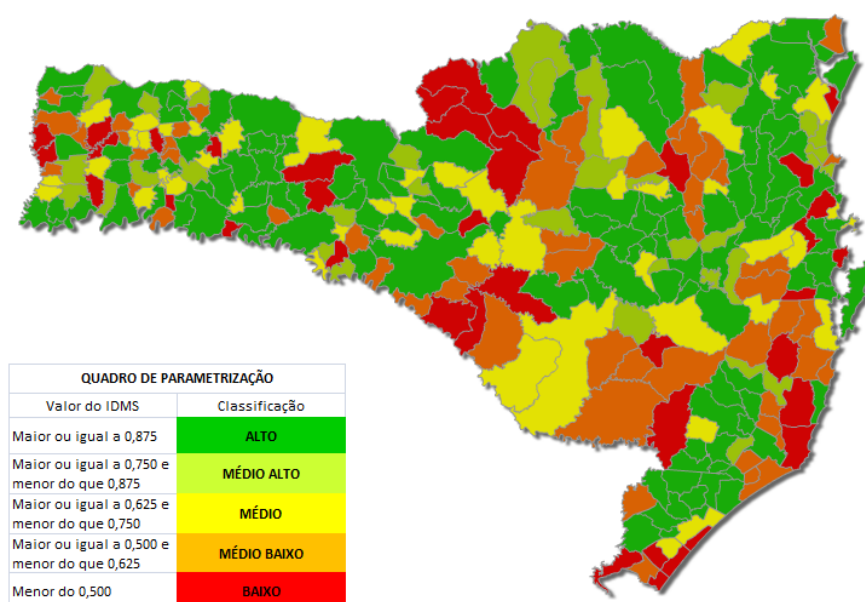 QUADRO DE PARAMETRIZAÇÃO
Valor do IDMS Classificação
Maior ou igual a 0,875 ALTO
Maior ou igual a 0,750 e
menor do que 0,875 MÉDIO ALTO
Maior ou igual a 0,625 e
menor do que 0,750 MÉDIO
Maior ou igual a 0,500 e
menor do que 0,625 MÉDIO BAIXO
Menor do 0,500 BAIXO